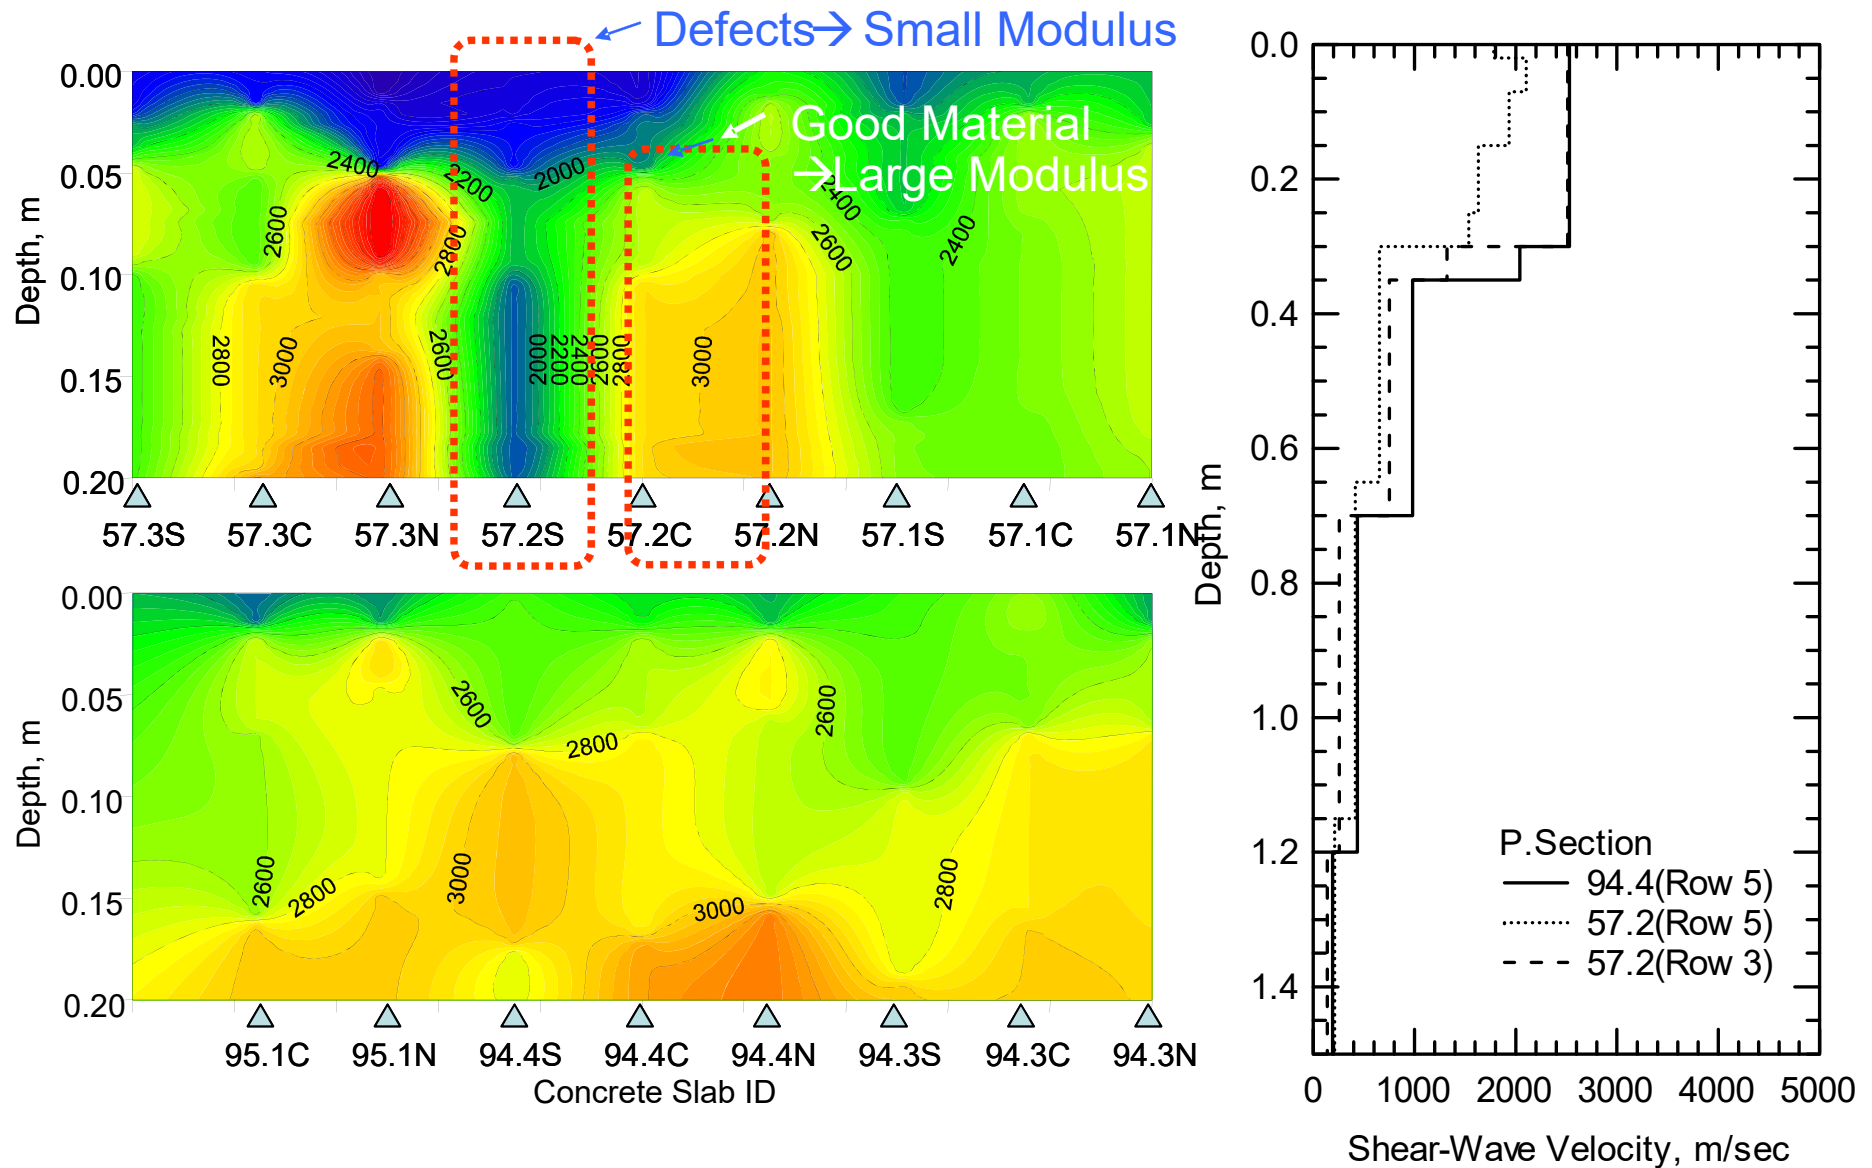 Defects→ Small Modulus
0.00
0.05
0.10
0.15
0.20
Depth, m
Good Material
→Large Modulus
2400
2200
2000
2400
2600
2800
2600
2400
2800
3000
2600
2000
2200
2400
2600
2800
3000
57.3S
57.3C
57.3N
57.2S
57.2C
57.2N
57.1S
57.1C
57.1N
0.00
0.05
0.10
0.15
0.20
Depth, m
2600
2800
2600
2600
2800
3000
3000
2800
95.1C
95.1N
94.4S
94.4C
94.4N
94.3S
94.3C
94.3N
Concrete Slab ID
0.0
0.2
0.4
0.6
0.8
1.0
1.2
1.4
Depth, m
P.Section
94.4(Row 5)
57.2(Row 5)
57.2(Row 3)
0 1000 2000 3000 4000 5000
Shear-Wave Velocity, m/sec